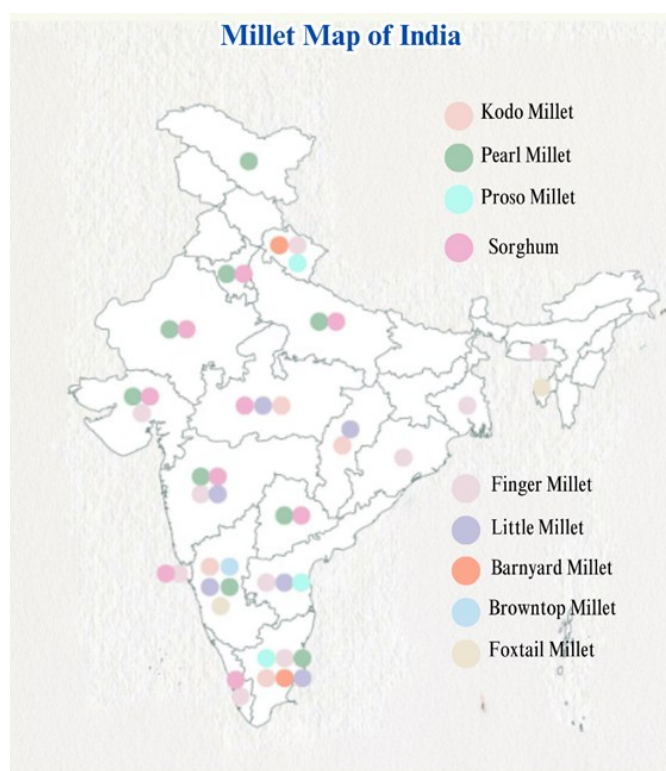 Millet Map of India
Kodo Millet
Pearl Millet
Proso Millet
Sorghum
Finger Millet
Little Millet
Barnyard Millet
Browntop Millet
Foxtail Millet